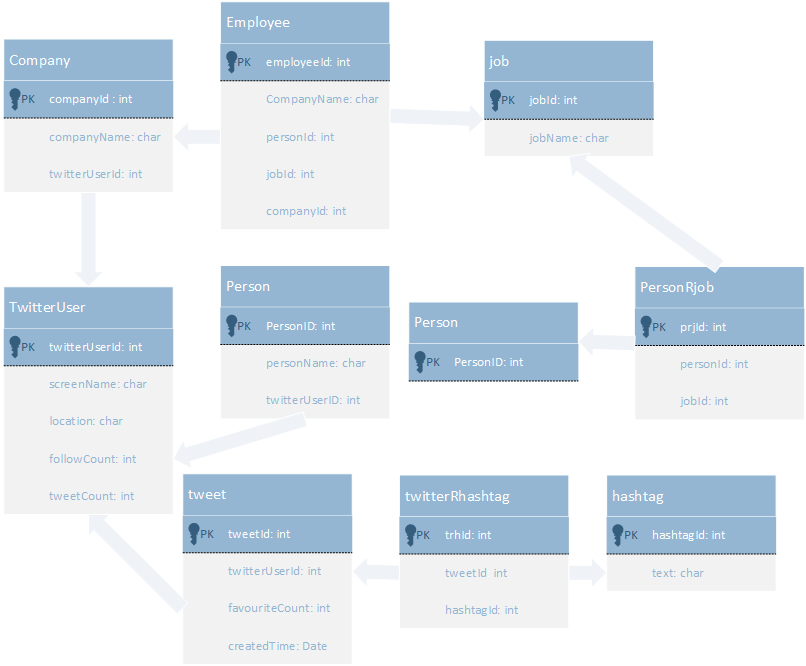 Employee
PK employeeId: int
CompanyName: char
personId: int
jobId: int
companyId: int
Company
PK companyId : int
companyName: char
twitterUserId: int
job
PK jobId: int
jobName: char
TwitterUser
PK twitterUserId: int
screenName: char
location: char
followCount: int
tweetCount: int
Person
PK PersonID: int
personName: char
twitterUserID: int
Person
PK PersonID: int
PersonRjob
PK prjId: int
personId: int
jobId: int
tweet
PK tweetId: int
twitterUserId: int
favouriteCount: int
createdTime: Date
twitterRhashtag
PK trhId: int
tweetId int
hashtagId: int
hashtag
PK hashtagId: int
text: char